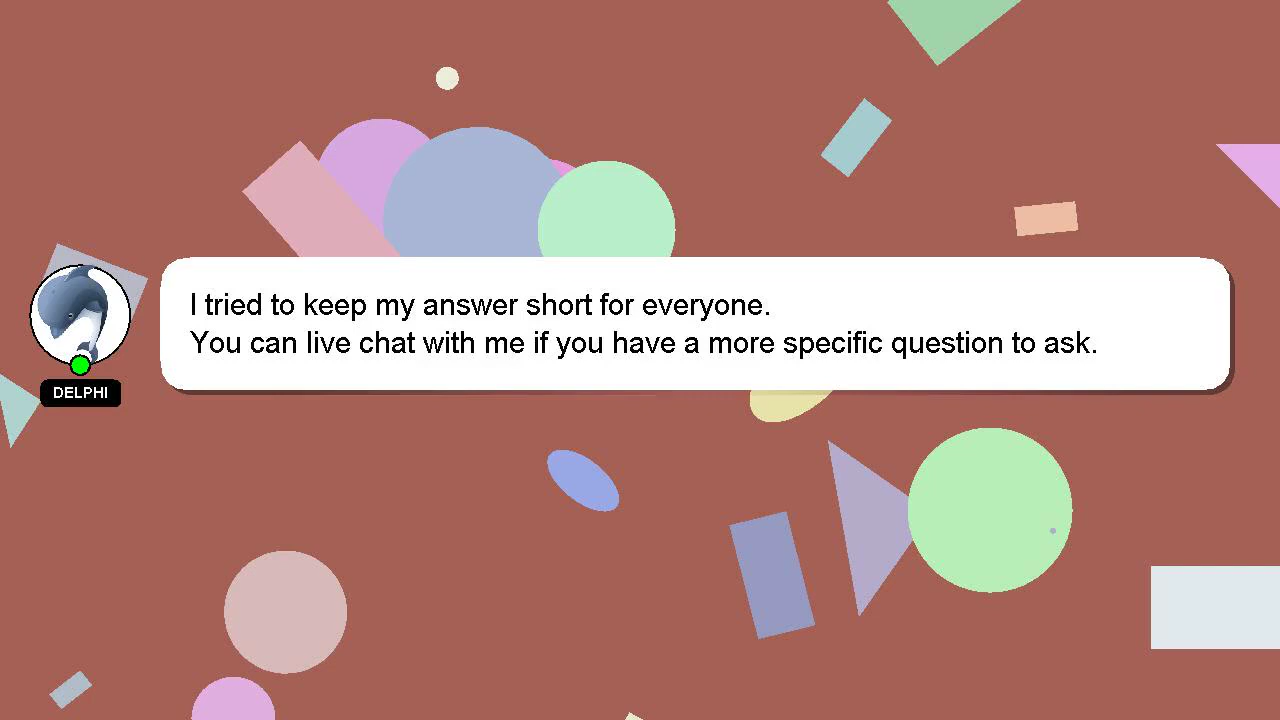 I tried to keep my answer short for everyone.
You can live chat with me if you have a more specific question to ask.
DELPHI